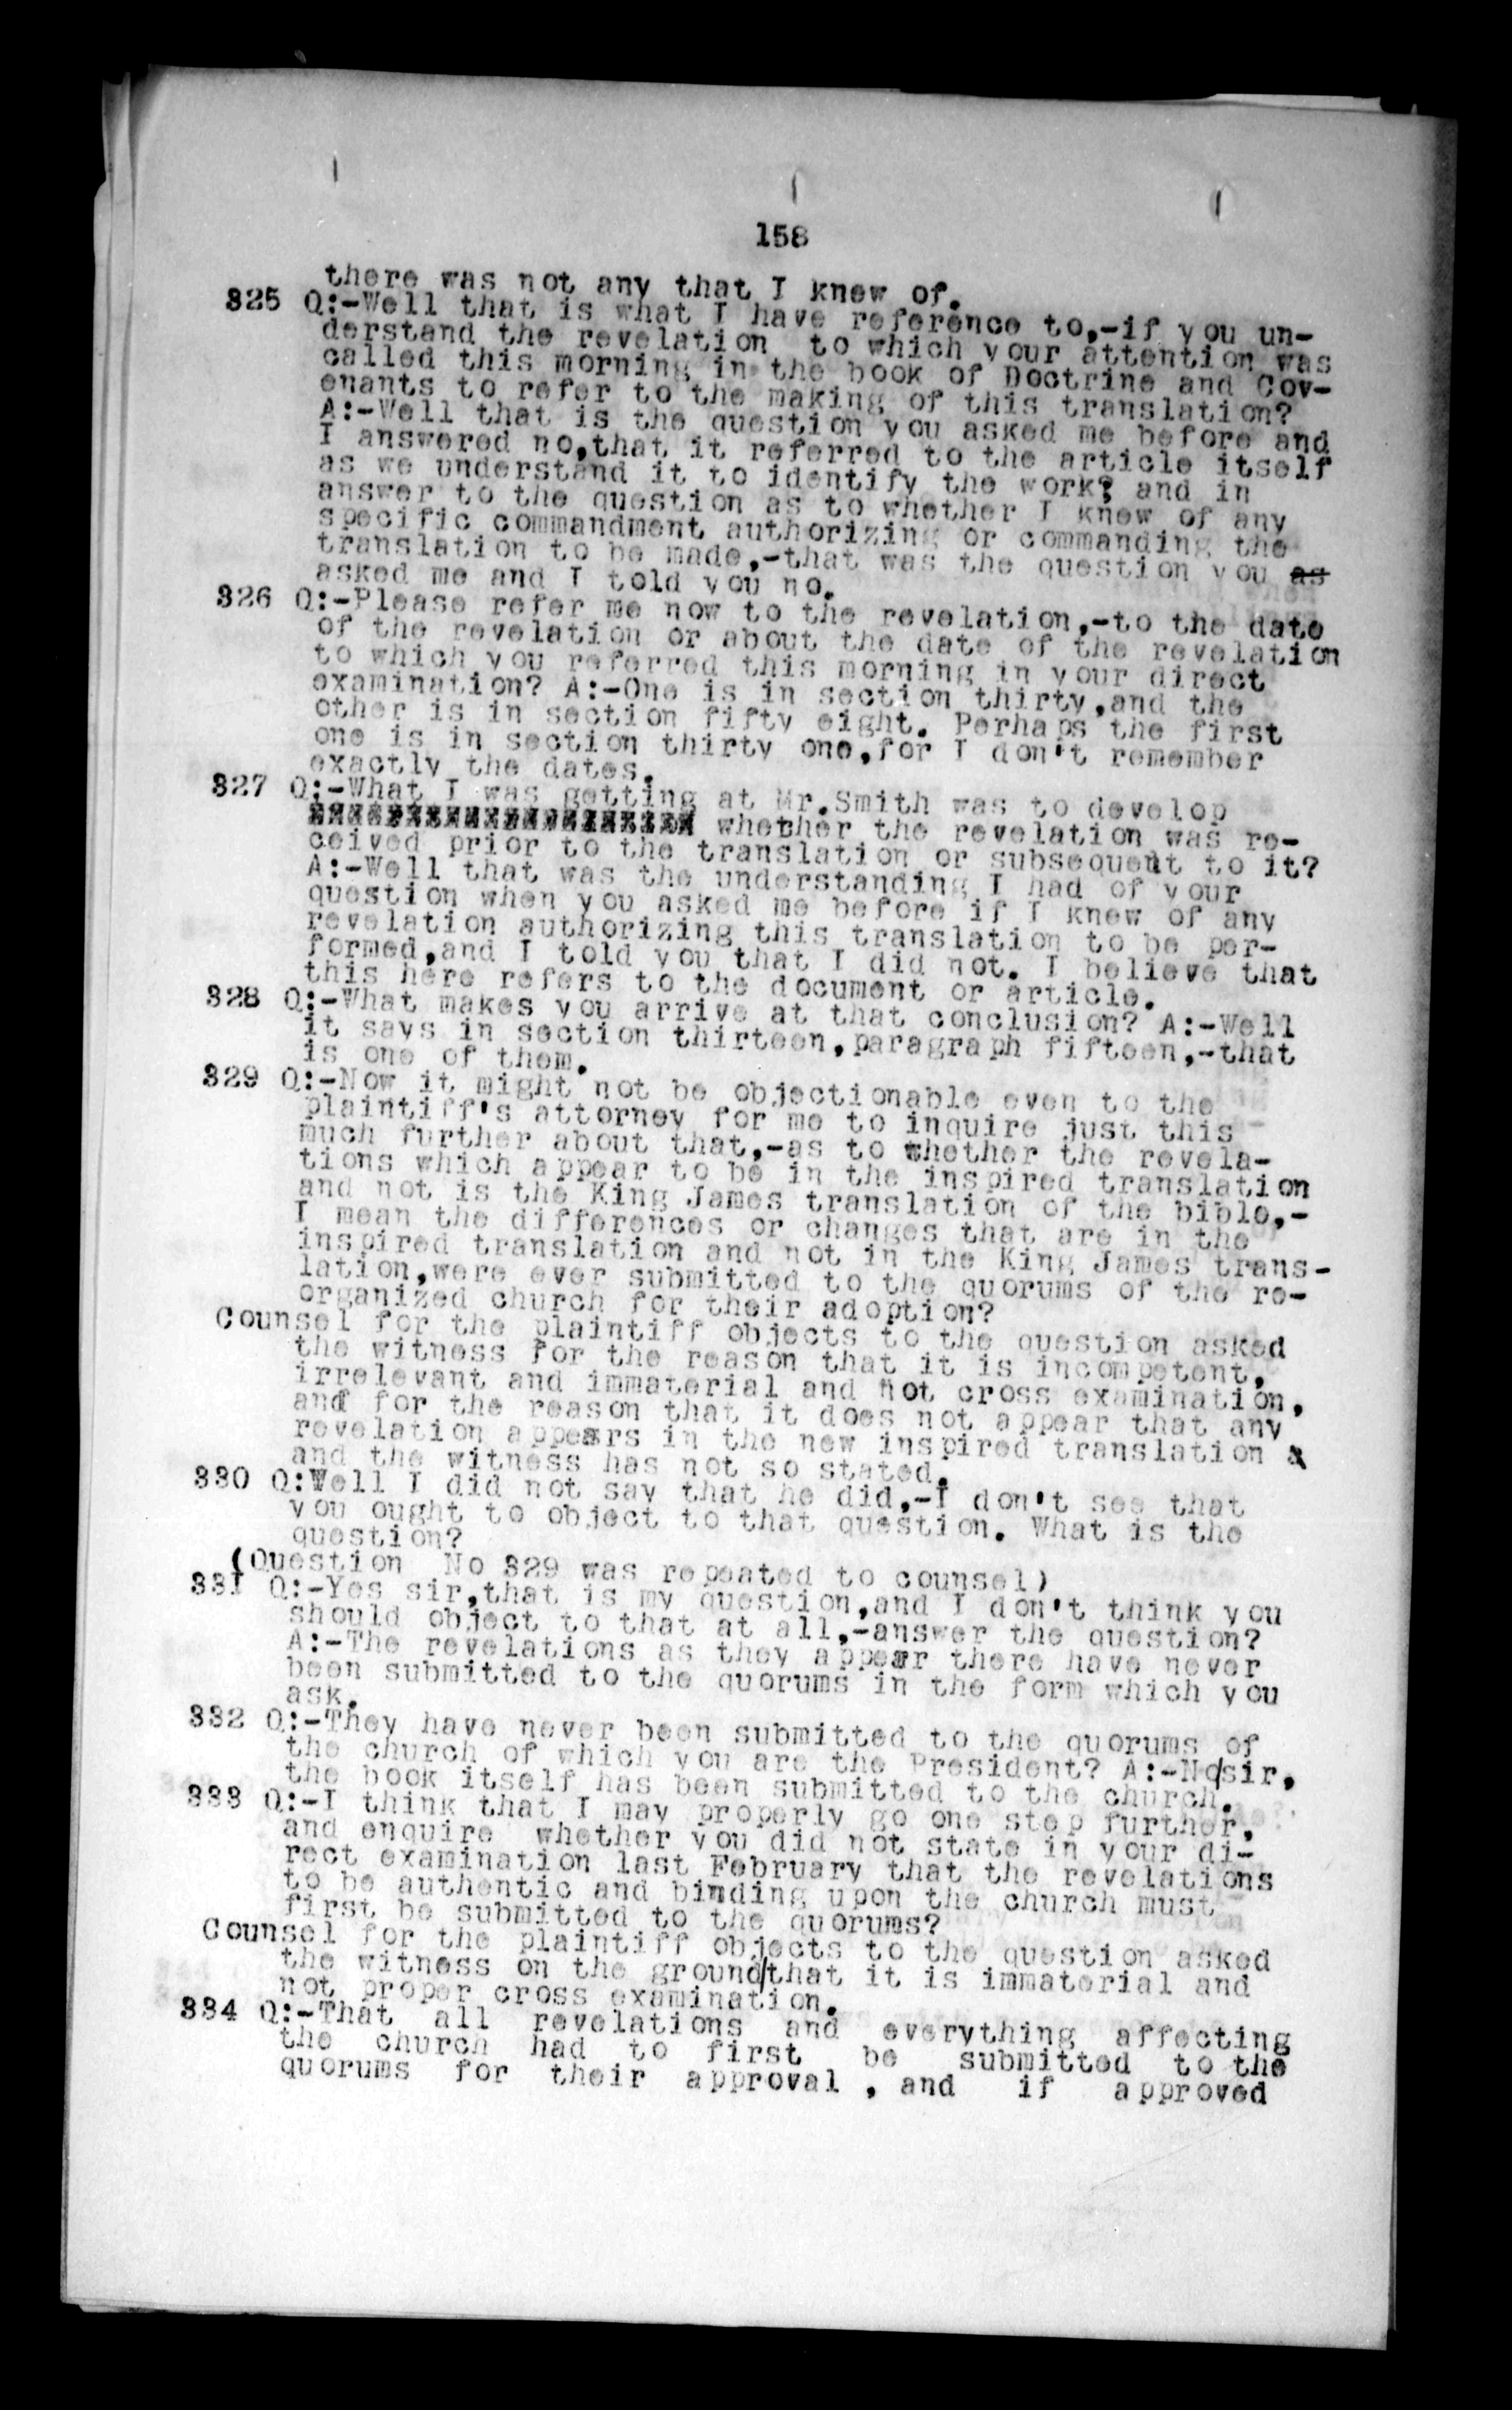 158
there was not any that I knew of.
325 Q:-Well that is what I have reference to,-if you un-
derstand the revelation to which your attention was
called this morning in the book of Doctrine and Cov-
enants to refer to the making of this translation?
A:-Well that is the question you asked me before and
I answered no,that it referred to the article itself
as we understand it to identify the work; and in
answer to the question as to whether I knew of any
specific commandment authorizing or commanding the
translation to be made,-that was the question you as
asked me and I told you no.
326 Q:-Please refer me now to the revelation,-to the date
of the revelation or about the date of the revelation
to which you referred this morning in your direct
examination? A:-One is in section thirty,and the
other is in section fifty eight. Perhaps the first
one is in section thirty one,for I don't remember
exactly the dates.
327 Q:-What I was getting at Mr.Smith was to develop
whether the revelation was re-
ceived prior to the translation or subsequent to it?
A:-Well that was the understanding I had of your
question when you asked me before if I knew of any
revelation authorizing this translation to be per-
formed,and I told you that I did not. I believe that
this here refers to the document or article.
328 Q:-What makes you arrive at that conclusion? A:-Well
it says in section thirteen,paragraph fifteen,-that
is one of them.
329 Q:-Now it might not be objectionable even to the
plaintiff's attorney for me to inquire just this
much further about that,-as to whether the revela-
tions which appear to be in the inspired translation
and not is the King James translation of the bible,-
I mean the differences or changes that are in the
inspired translation and not in the King James trans-
lation,were ever submitted to the quorums of the re-
organized church for their adoption?
Counsel for the plaintiff objects to the question asked
the witness for the reason that it is incompetent,
irrelevant and immaterial and not cross examination,
and for the reason that it does not appear that any
revelation appears in the new inspired translation &
and the witness has not so stated.
330 Q:Well I did not say that he did,-I don't see that
you ought to object to that question. What is the
question?
(Question No 329 was repeated to counsel)
331 Q:-Yes sir,that is my question,and I don't think you
should object to that at all,-answer the question?
A:-The revelations as they appear there have never
been submitted to the quorums in the form which you
ask.
332 Q:-They have never been submitted to the quorums of
the church of which you are the President? A:-No/sir,
the book itself has been submitted to the church.
333 Q:-I think that I may properly go one step further,
and enquire whether you did not state in your di-
rect examination last February that the revelations
to be authentic and binding upon the church must
first be submitted to the quorums?
Counsel for the plaintiff objects to the question asked
the witness on the ground/that it is immaterial and
not proper cross examination.
334 Q:-That all revelations and everything affecting
the church had to first be submitted to the
quorums for their approval , and if approved